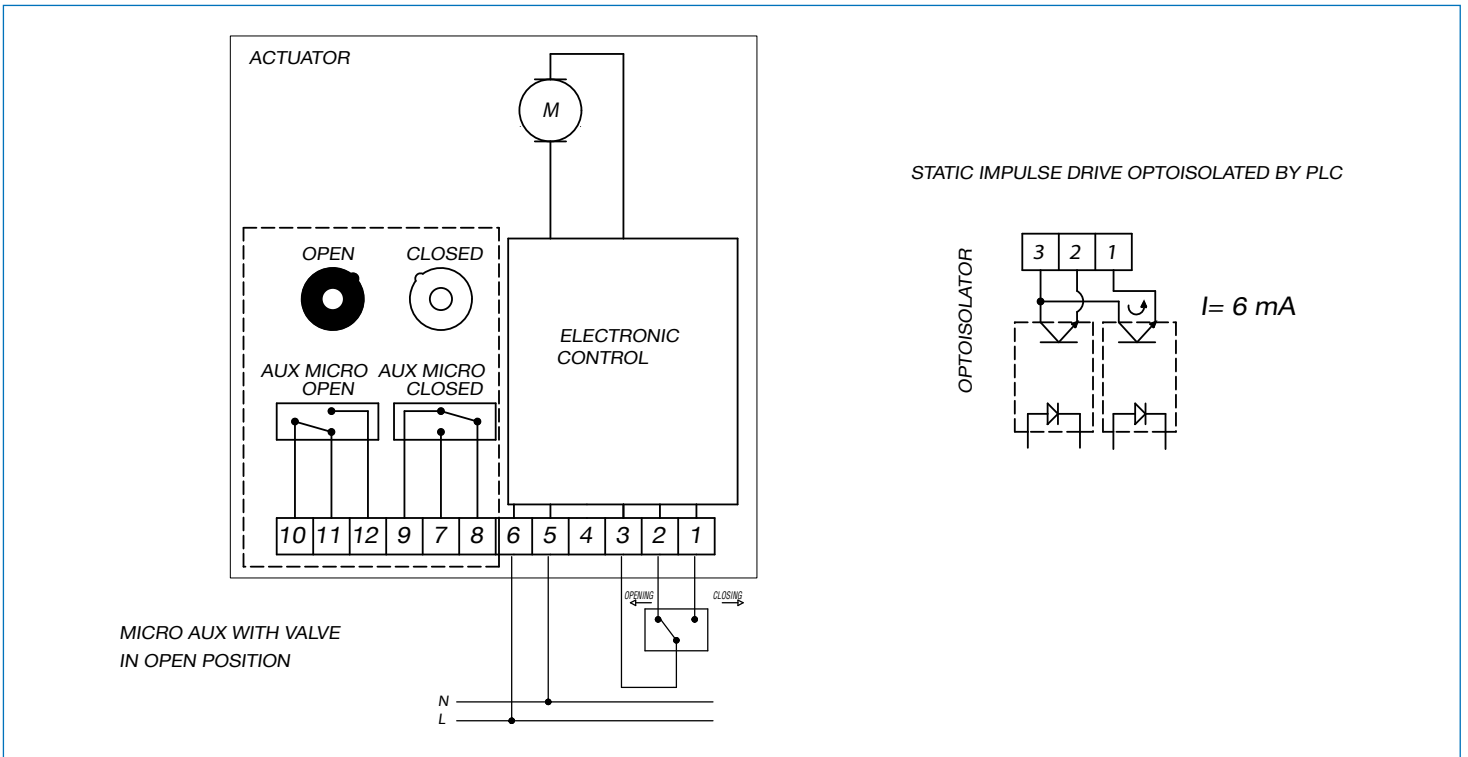 ACTUATOR
M
STATIC IMPULSE DRIVE OPTOISOLATED BY PLC
OPEN CLOSED
OPTOISOLATOR
3 2 1
I= 6 mA
ELECTRONIC
CONTROL
AUX MICRO
OPEN
AUX MICRO
CLOSED
10 11 12 9 7 8 6 5 4 3 2 1
OPENING CLOSING
MICRO AUX WITH VALVE
IN OPEN POSITION
N
L